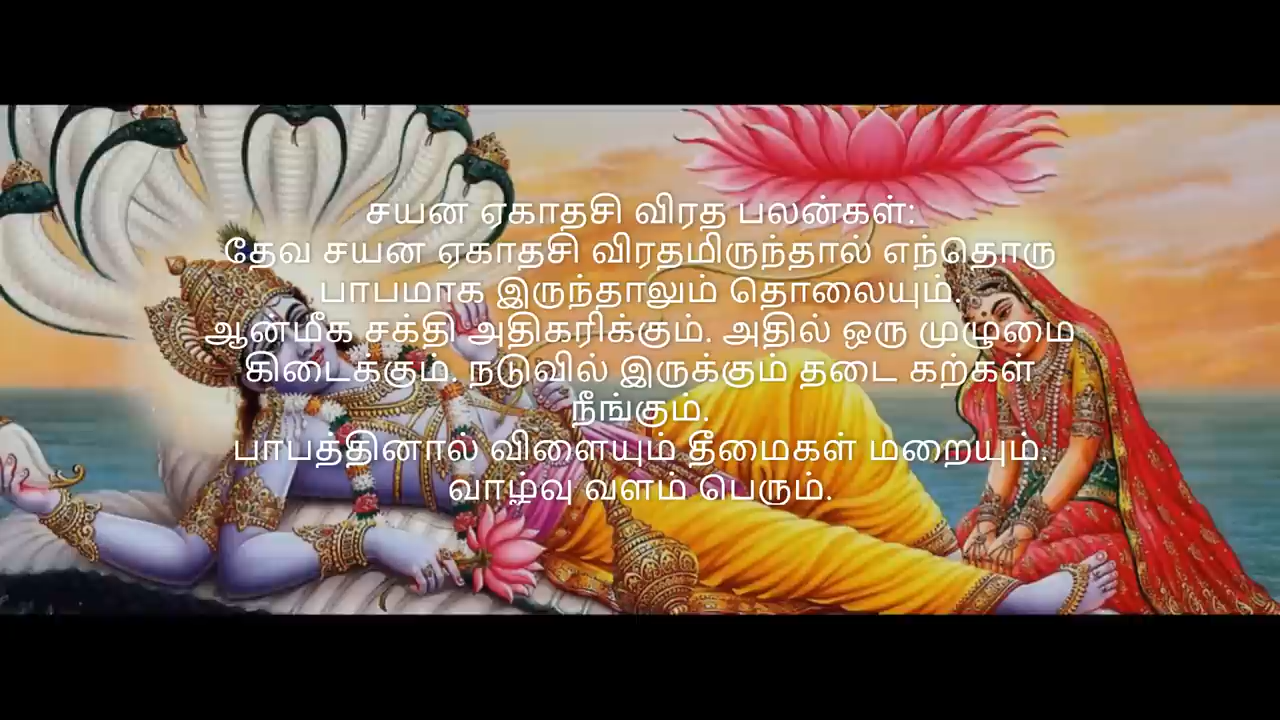 சயன ஏகாதசி விரத பலன்கள்:
தேவ சயன ஏகாதசி விரதமிருந்தால் எந்தொரு
பாபமாக இருந்தாலும் தொலையும்.
ஆன்மீக சக்தி அதிகரிக்கும். அதில் ஒரு முழுமை
கிடைக்கும். நடுவில் இருக்கும் தடை கற்கள்
நீங்கும்.
பாபத்தினால் விளையும் தீமைகள் மறையும்.
வாழ்வு வளம் பெரும்.